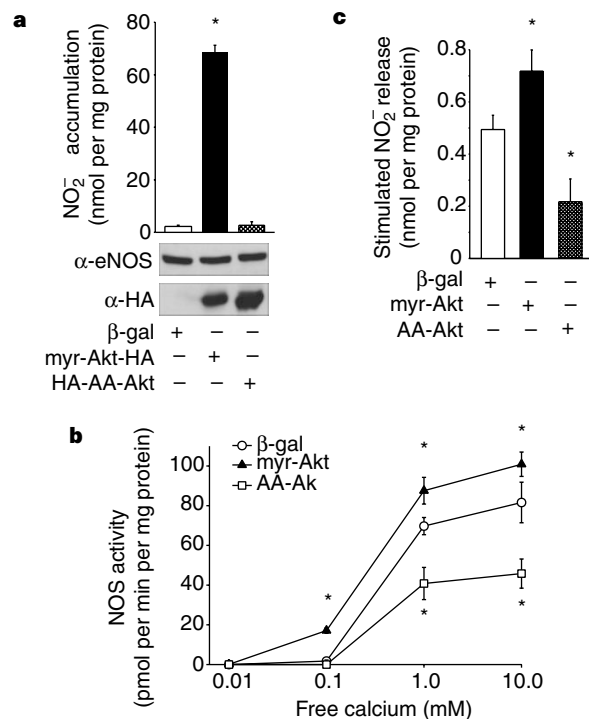 a
NO₂⁻ accumulation
(nmol per mg protein)
80
60
40
20
0
*
α-eNOS
α-HA
β-gal + − −
myr-Akt-HA − + −
HA-AA-Akt − − +
c
Stimulated NO₂⁻ release
(nmol per mg protein)
0.8
0.6
0.4
0.2
0
*
*
β-gal + − −
myr-Akt − + −
AA-Akt − − +
b
NOS activity
(pmol per min per mg protein)
β-gal
myr-Akt
AA-Ak
100
80
60
40
20
0
*
*
*
*
*
0.01 0.1 1.0 10.0
Free calcium (mM)